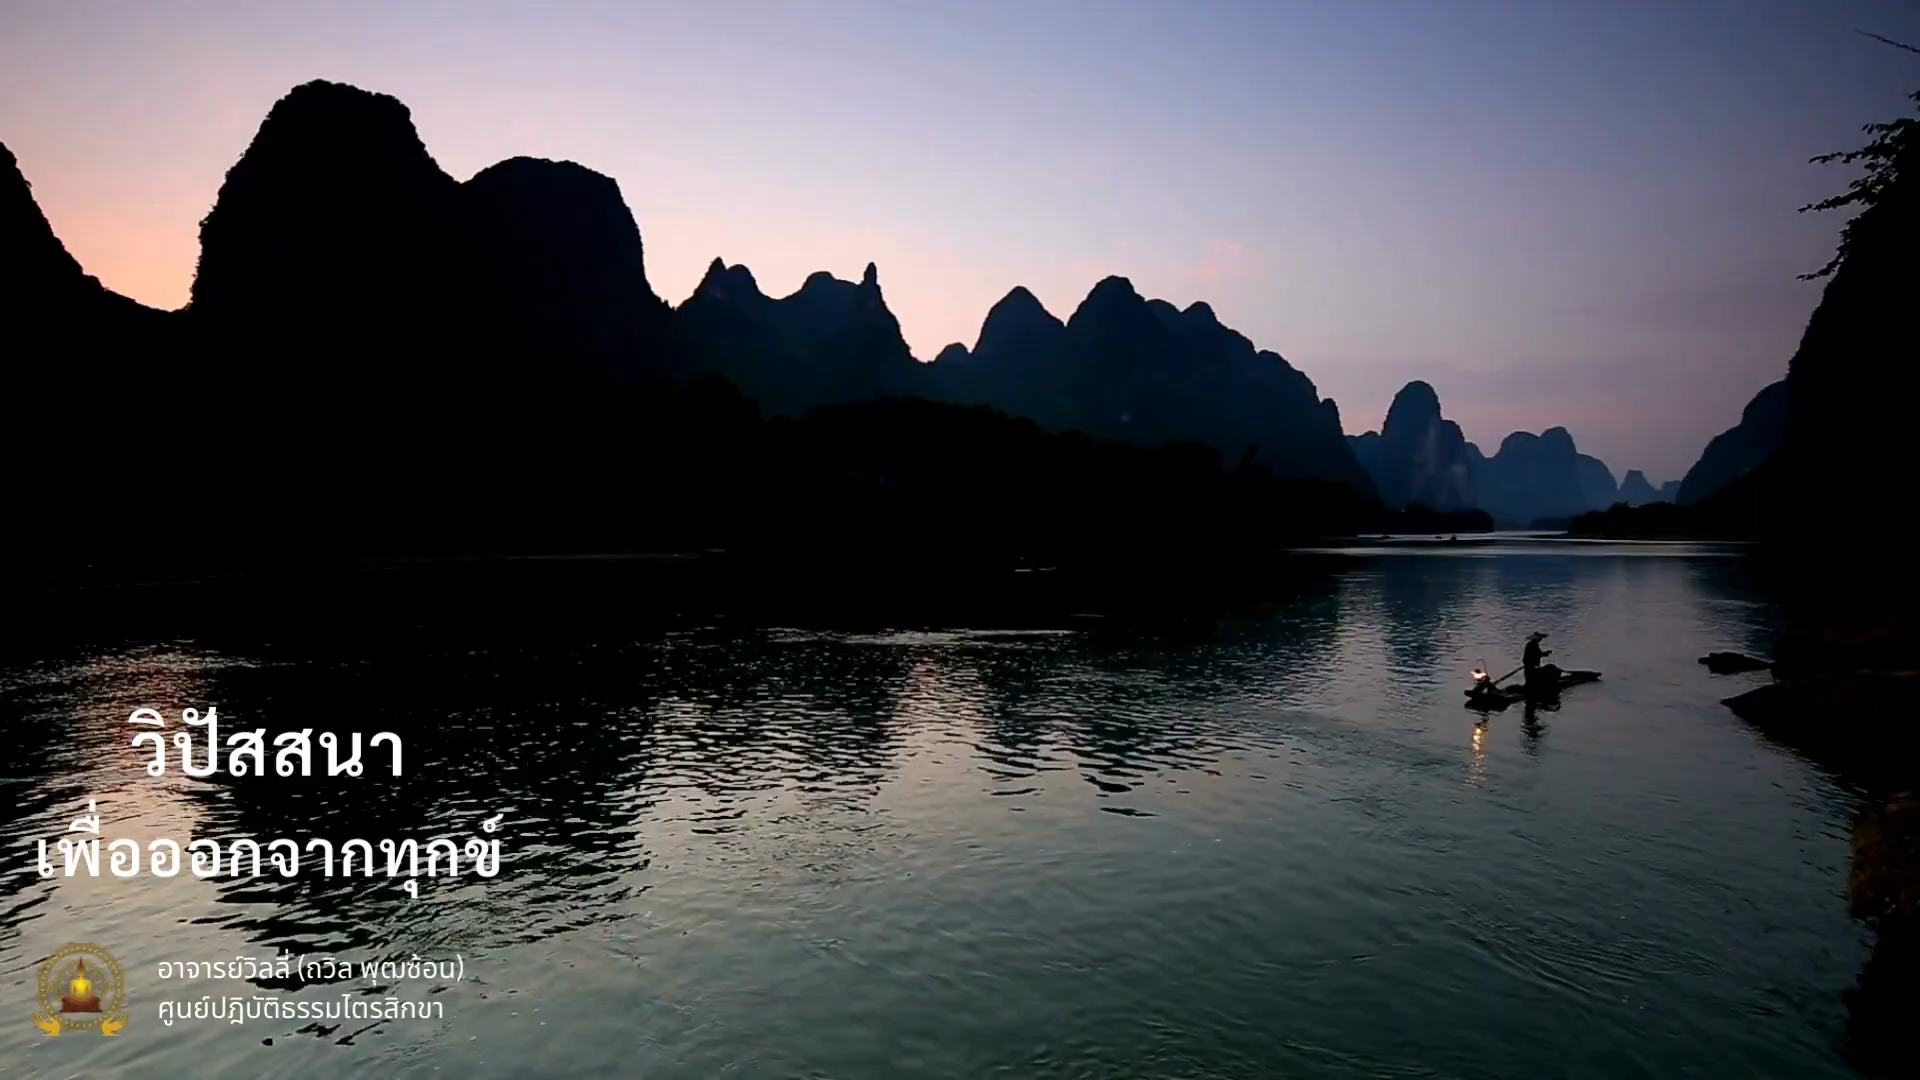 วิปัสสนา
เพื่อออกจากทุกข์
อาจารย์วิลลี่ (ถวิล พุฒซ้อน)
ศูนย์ปฎิบัติธรรมไตรสิกขา